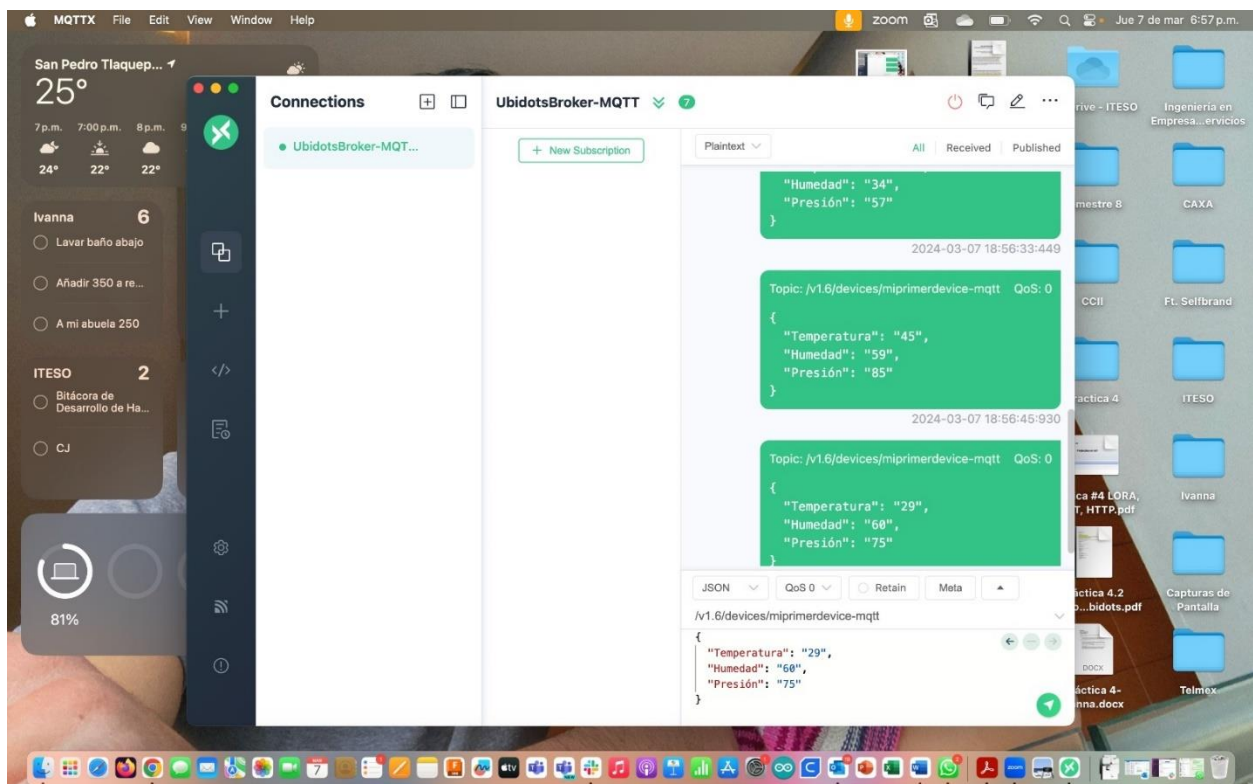 MQTTX File Edit View Window Help
zoom
Jue 7 de mar 6:57 p.m.
San Pedro Tlaquep...
25°
7 p.m. 7:00 p.m. 8 p.m. 9
24° 22° 22°
Ivanna 6
Lavar baño abajo
Añadir 350 a re...
A mi abuela 250
ITESO 2
Bitácora de
Desarrollo de Ha...
CJ
81%
Connections
UbidotsBroker-MQT...
UbidotsBroker-MQTT 7
+ New Subscription
Plaintext
All Received Published
"Humedad": "34",
"Presión": "57"
}
2024-03-07 18:56:33:449
Topic: /v1.6/devices/miprimerdevice-mqtt QoS: 0
{
"Temperatura": "45",
"Humedad": "59",
"Presión": "85"
}
2024-03-07 18:56:45:930
Topic: /v1.6/devices/miprimerdevice-mqtt QoS: 0
{
"Temperatura": "29",
"Humedad": "60",
"Presión": "75"
}
JSON QoS 0 Retain Meta
/v1.6/devices/miprimerdevice-mqtt
{
"Temperatura": "29",
"Humedad": "60",
"Presión": "75"
}
rive - ITESO
Ingeniería en
Empresa...ervicios
mestre 8
CAXA
CCII
Ft. Selfbrand
ractica 4
ITESO
ca #4 LORA,
T, HTTP.pdf
Ivanna
áctica 4.2
o...bidots.pdf
Capturas de
Pantalla
DOCX
áctica 4-
nna.docx
Telmex